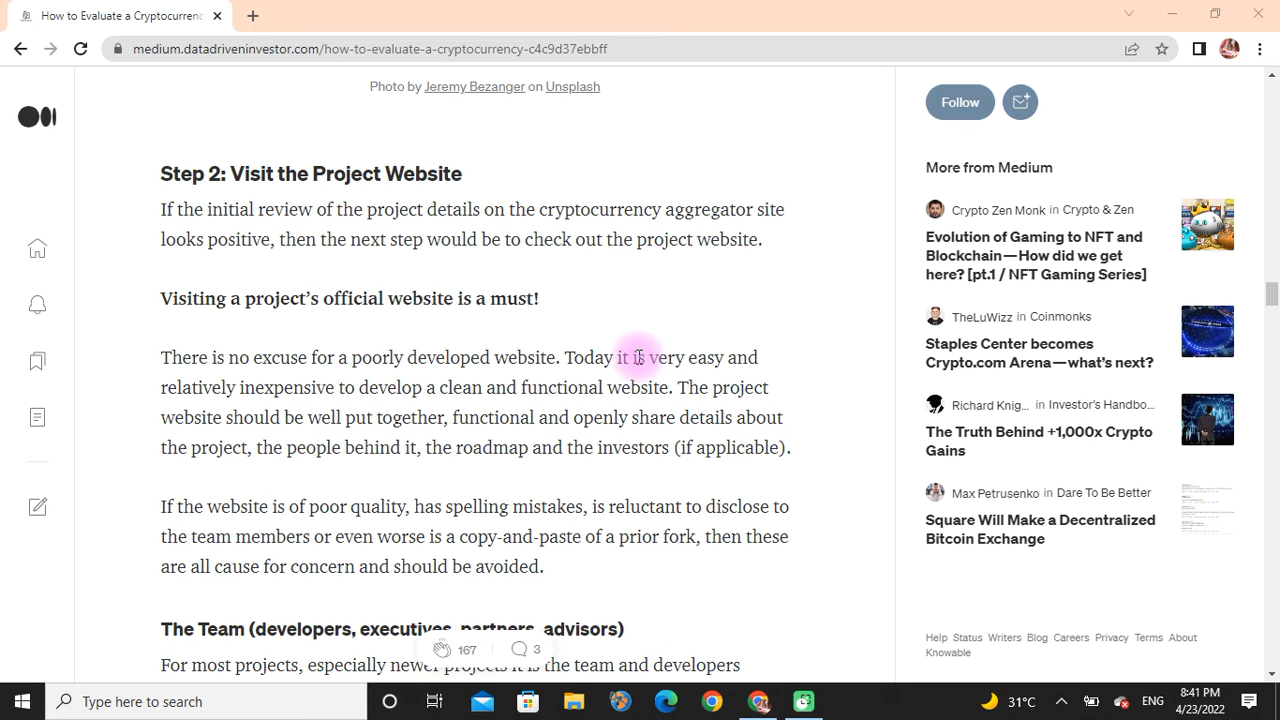 How to Evaluate a Cryptocurrenc
medium.datadriveninvestor.com/how-to-evaluate-a-cryptocurrency-c4c9d37ebbff
Photo by Jeremy Bezanger on Unsplash
Step 2: Visit the Project Website
If the initial review of the project details on the cryptocurrency aggregator site
looks positive, then the next step would be to check out the project website.
Visiting a project's official website is a must!
There is no excuse for a poorly developed website. Today it is very easy and
relatively inexpensive to develop a clean and functional website. The project
website should be well put together, functional and openly share details about
the project, the people behind it, the roadmap and the investors (if applicable).
If the website is of poor quality, has spelling mistakes, is reluctant to disclose to
the team members or even worse is a copy-and-paste of a prior fork, then these
are all cause for concern and should be avoided.
The Team (developers, executives, partners, advisors)
167
3
For most projects, especially newer projects it is the team and developers
Follow
More from Medium
Crypto Zen Monk in Crypto & Zen
Evolution of Gaming to NFT and
Blockchain—How did we get
here? [pt.1 / NFT Gaming Series]
TheLuWizz in Coinmonks
Staples Center becomes
Crypto.com Arena—what's next?
Richard Knig... in Investor's Handbo...
The Truth Behind +1,000x Crypto
Gains
Max Petrusenko in Dare To Be Better
Square Will Make a Decentralized
Bitcoin Exchange
Help Status Writers Blog Careers Privacy Terms About
Knowable
Type here to search
31°C
ENG
8:41 PM
4/23/2022